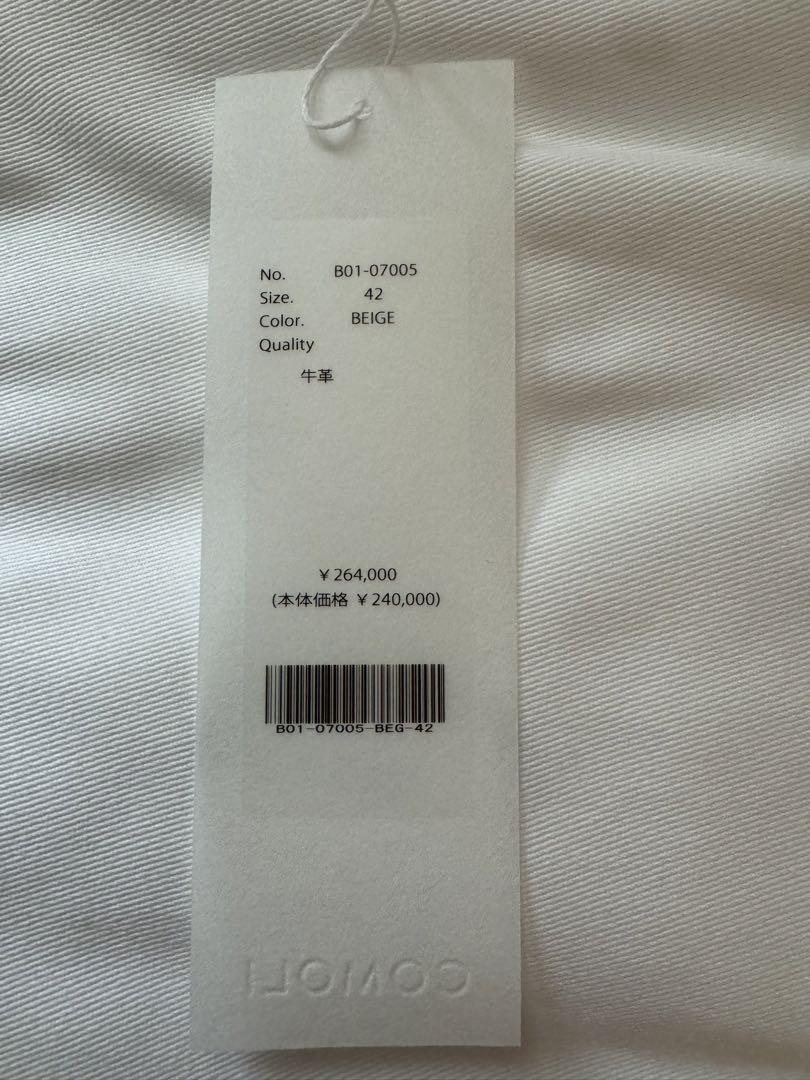 No. B01-07005
Size. 42
Color. BEIGE
Quality
牛革
￥264,000
(本体価格 ￥240,000)
B01-07005-BEG-42
COMOLI